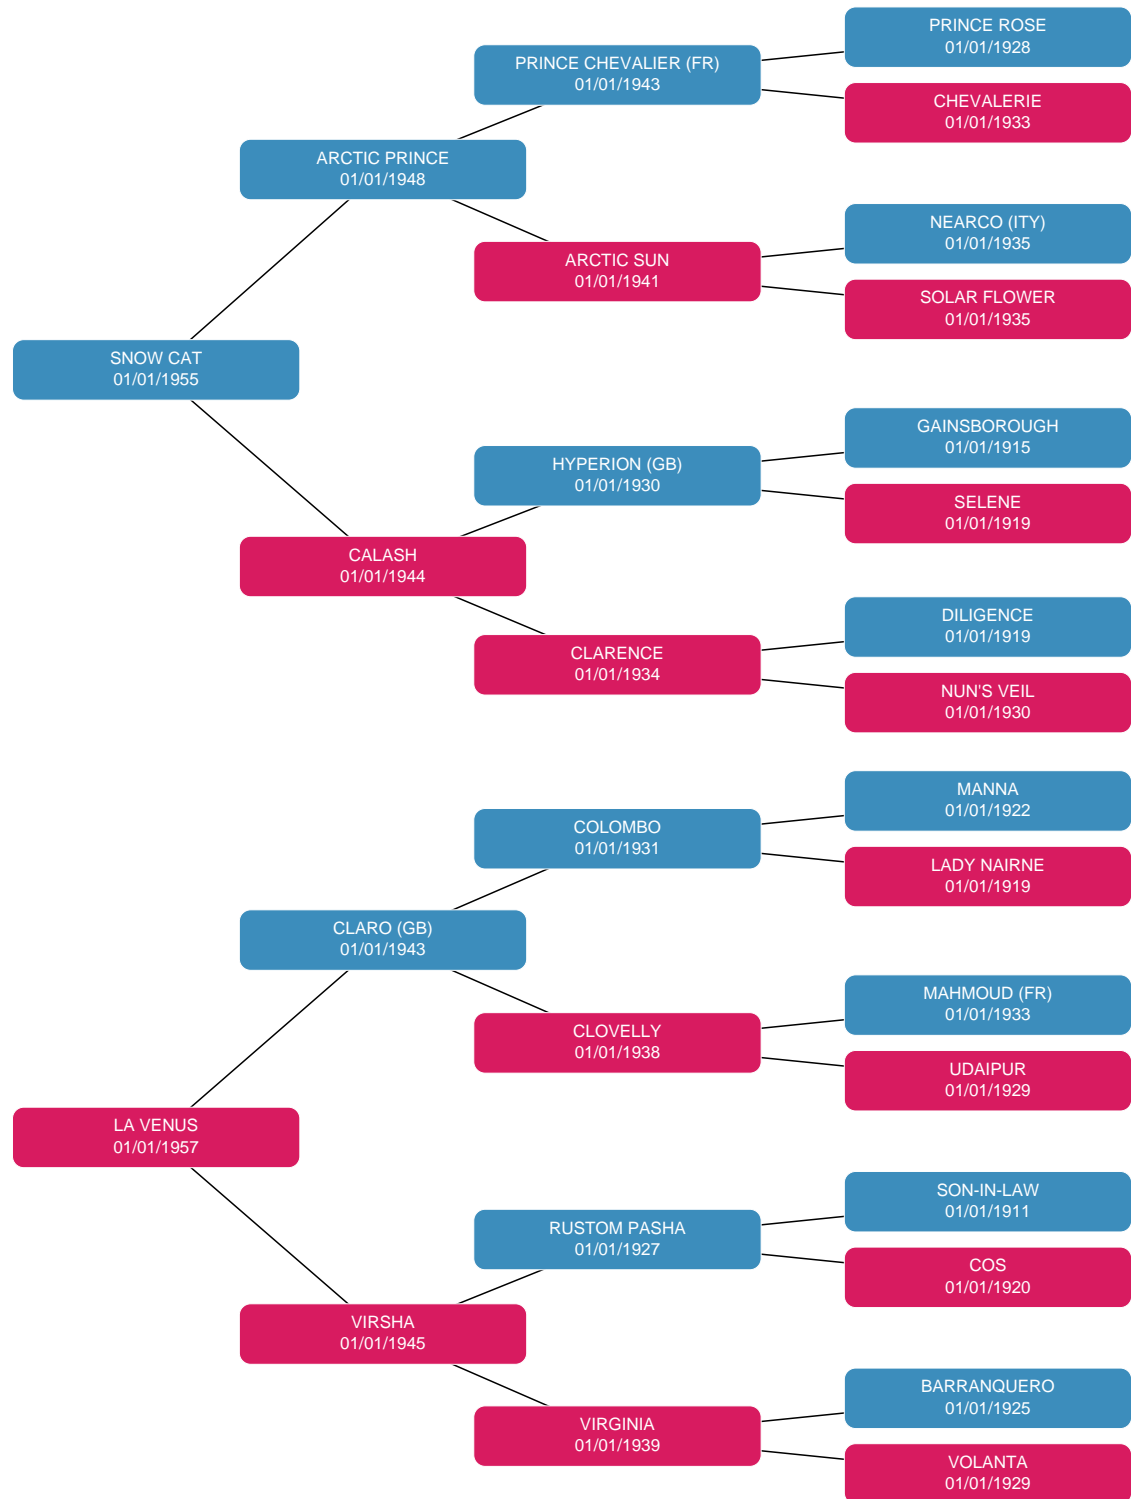 PRINCE ROSE
01/01/1928
PRINCE CHEVALIER (FR)
01/01/1943
CHEVALERIE
01/01/1933
ARCTIC PRINCE
01/01/1948
NEARCO (ITY)
01/01/1935
ARCTIC SUN
01/01/1941
SOLAR FLOWER
01/01/1935
SNOW CAT
01/01/1955
GAINSBOROUGH
01/01/1915
HYPERION (GB)
01/01/1930
SELENE
01/01/1919
CALASH
01/01/1944
DILIGENCE
01/01/1919
CLARENCE
01/01/1934
NUN'S VEIL
01/01/1930
MANNA
01/01/1922
COLOMBO
01/01/1931
LADY NAIRNE
01/01/1919
CLARO (GB)
01/01/1943
MAHMOUD (FR)
01/01/1933
CLOVELLY
01/01/1938
UDAIPUR
01/01/1929
LA VENUS
01/01/1957
SON-IN-LAW
01/01/1911
RUSTOM PASHA
01/01/1927
COS
01/01/1920
VIRSHA
01/01/1945
BARRANQUERO
01/01/1925
VIRGINIA
01/01/1939
VOLANTA
01/01/1929